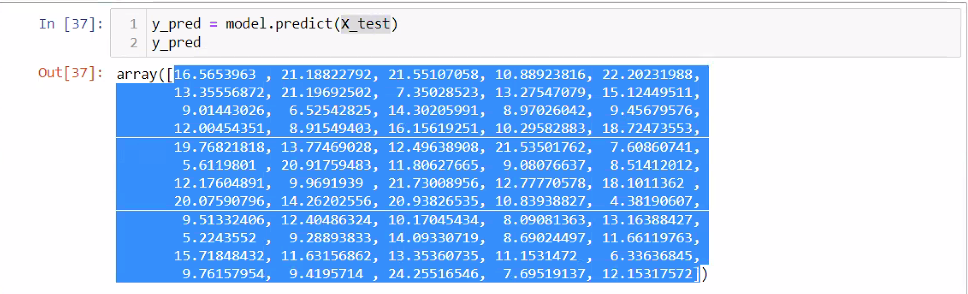 In [37]: 1 y_pred = model.predict(X_test)
2 y_pred
Out[37]: array([16.5653963 , 21.18822792, 21.55107058, 10.88923816, 22.20231988,
13.35556872, 21.19692502, 7.35028523, 13.27547079, 15.12449511,
9.01443026, 6.52542825, 14.30205991, 8.97026042, 9.45679576,
12.00454351, 8.91549403, 16.15619251, 10.29582883, 18.72473553,
19.76821818, 13.77469028, 12.49638908, 21.53501762, 7.60860741,
5.6119801 , 20.91759483, 11.80627665, 9.08076637, 8.51412012,
12.17604891, 9.9691939 , 21.73008956, 12.77770578, 18.1011362 ,
20.07590796, 14.26202556, 20.93826535, 10.83938827, 4.38190607,
9.51332406, 12.40486324, 10.17045434, 8.09081363, 13.16388427,
5.2243552 , 9.28893833, 14.09330719, 8.69024497, 11.66119763,
15.71848432, 11.63156862, 13.35360735, 11.1531472 , 6.33636845,
9.76157954, 9.4195714 , 24.25516546, 7.69519137, 12.15317572])